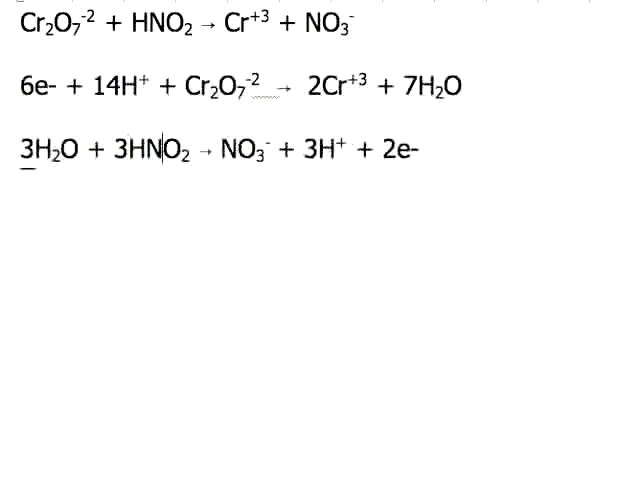 Cr₂O₇⁻² + HNO₂ → Cr⁺³ + NO₃⁻
6e- + 14H⁺ + Cr₂O₇⁻² → 2Cr⁺³ + 7H₂O
3H₂O + 3HNO₂ → NO₃⁻ + 3H⁺ + 2e-